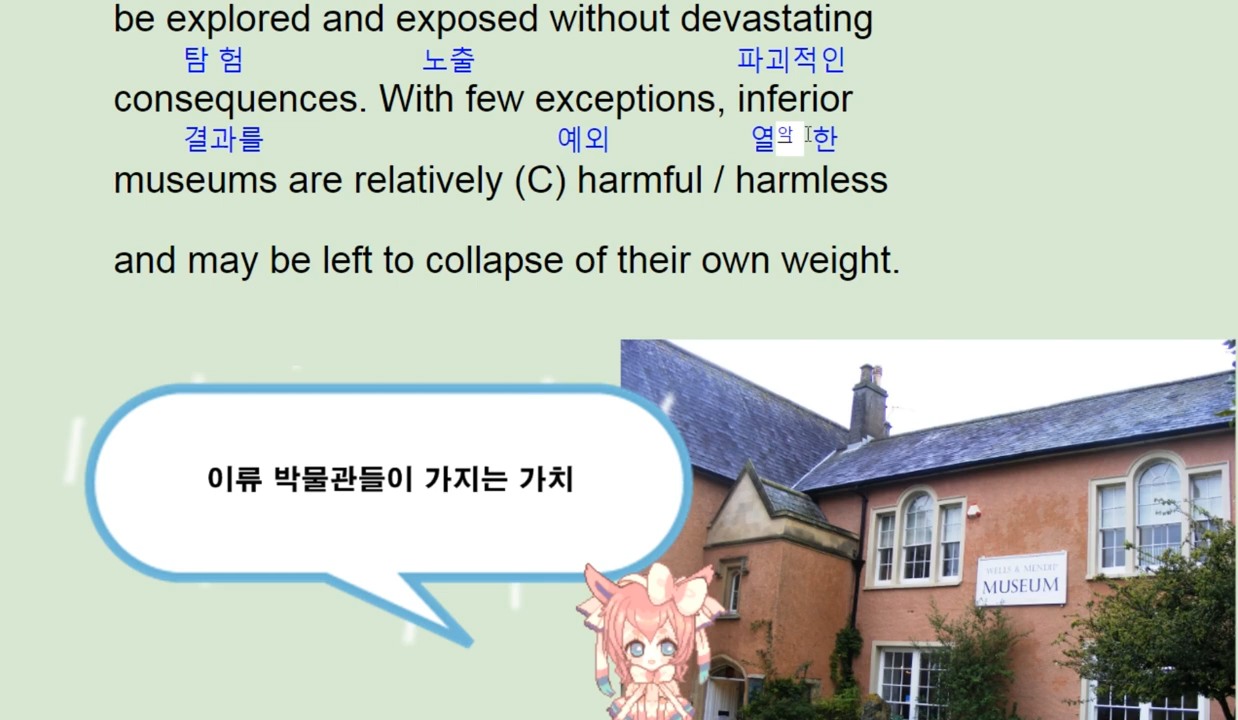 be explored and exposed without devastating
탐 험 노출 파괴적인
consequences. With few exceptions, inferior
결과를 예외 열악 한
museums are relatively (C) harmful / harmless
and may be left to collapse of their own weight.
이류 박물관들이 가지는 가치
WELLS & MENDIP
MUSEUM